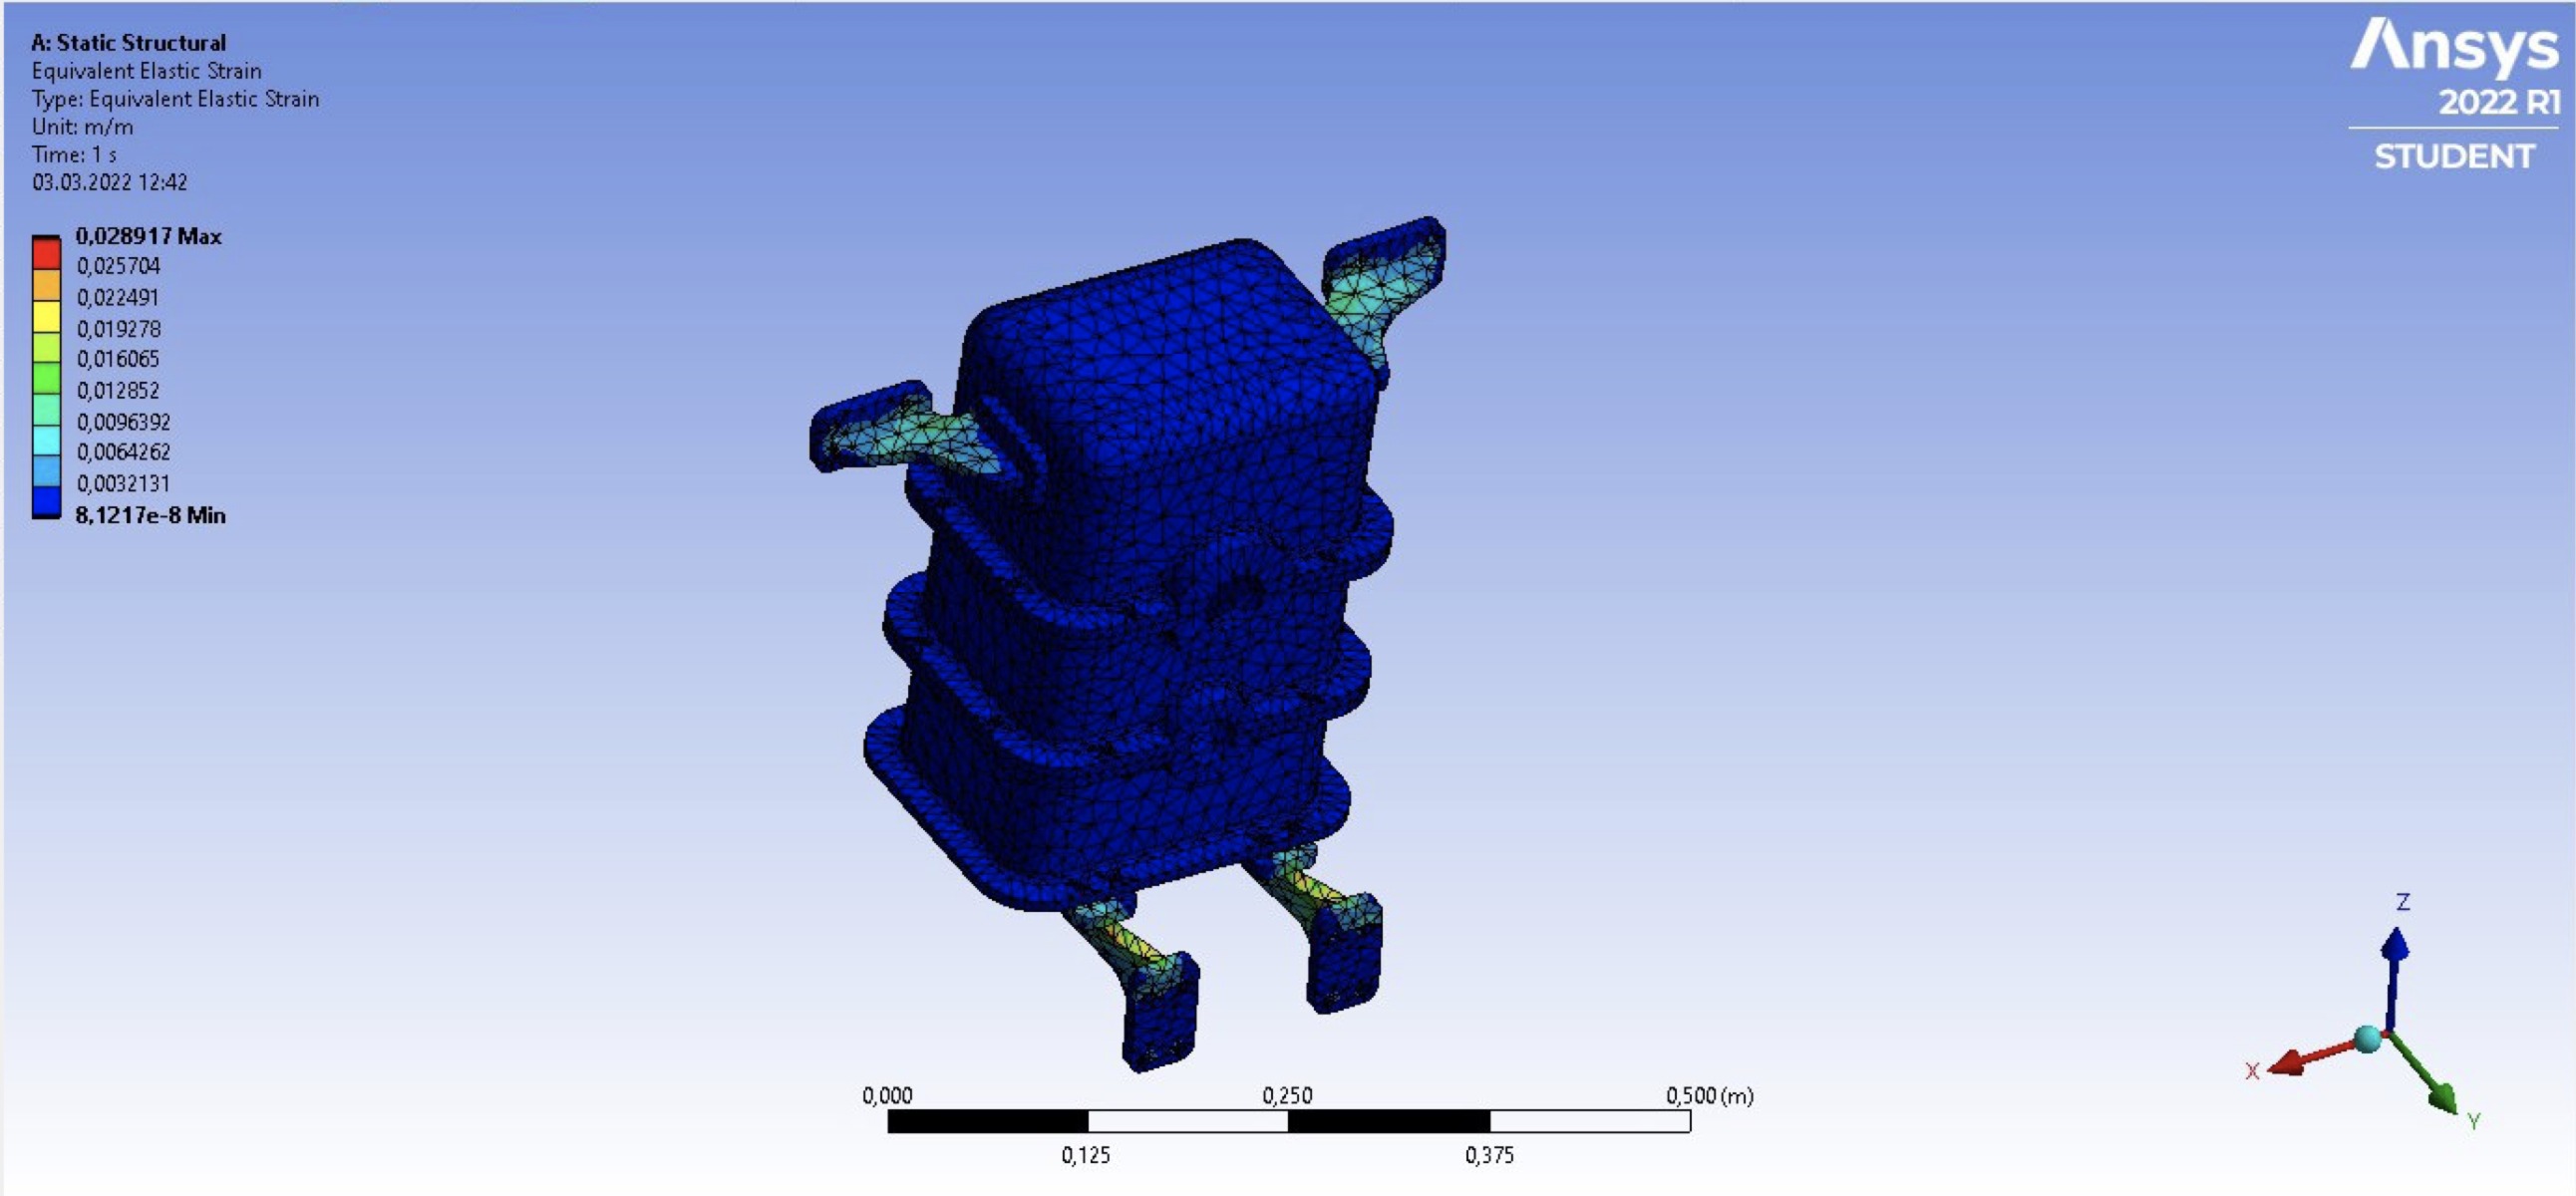 A: Static Structural
Equivalent Elastic Strain
Type: Equivalent Elastic Strain
Unit: m/m
Time: 1 s
03.03.2022 12:42
0,028917 Max
0,025704
0,022491
0,019278
0,016065
0,012852
0,0096392
0,0064262
0,0032131
8,1217e-8 Min
Ansys
2022 R1
STUDENT
0,000 0,250 0,500 (m)
0,125 0,375
Z
X
Y